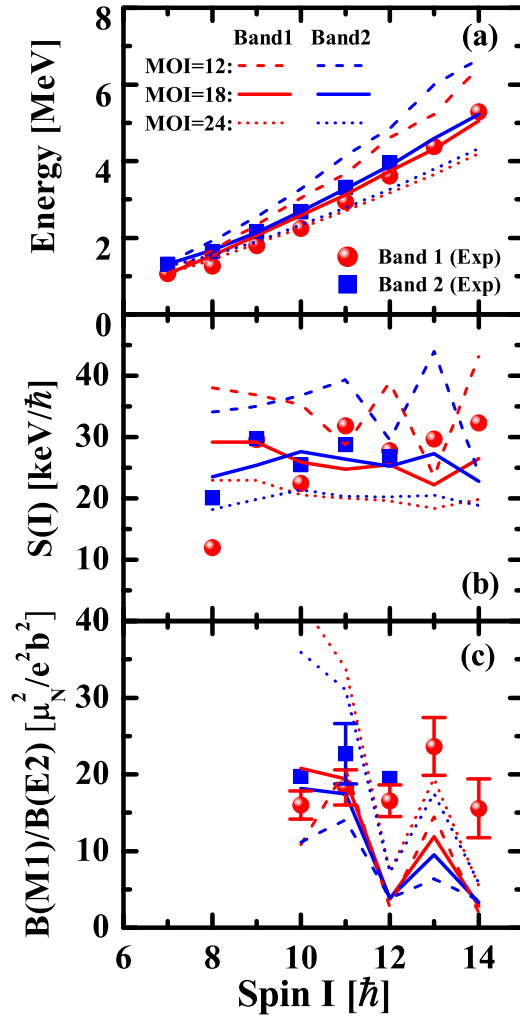 (a)
Band1 Band2
MOI=12:
MOI=18:
MOI=24:
Band 1 (Exp)
Band 2 (Exp)
Energy [MeV]
8
6
4
2
0
(b)
S(I) [keV/ℏ]
40
30
20
10
(c)
B(M1)/B(E2) [μ²_N/e²b²]
40
30
20
10
0
6 8 10 12 14
Spin I [ℏ]